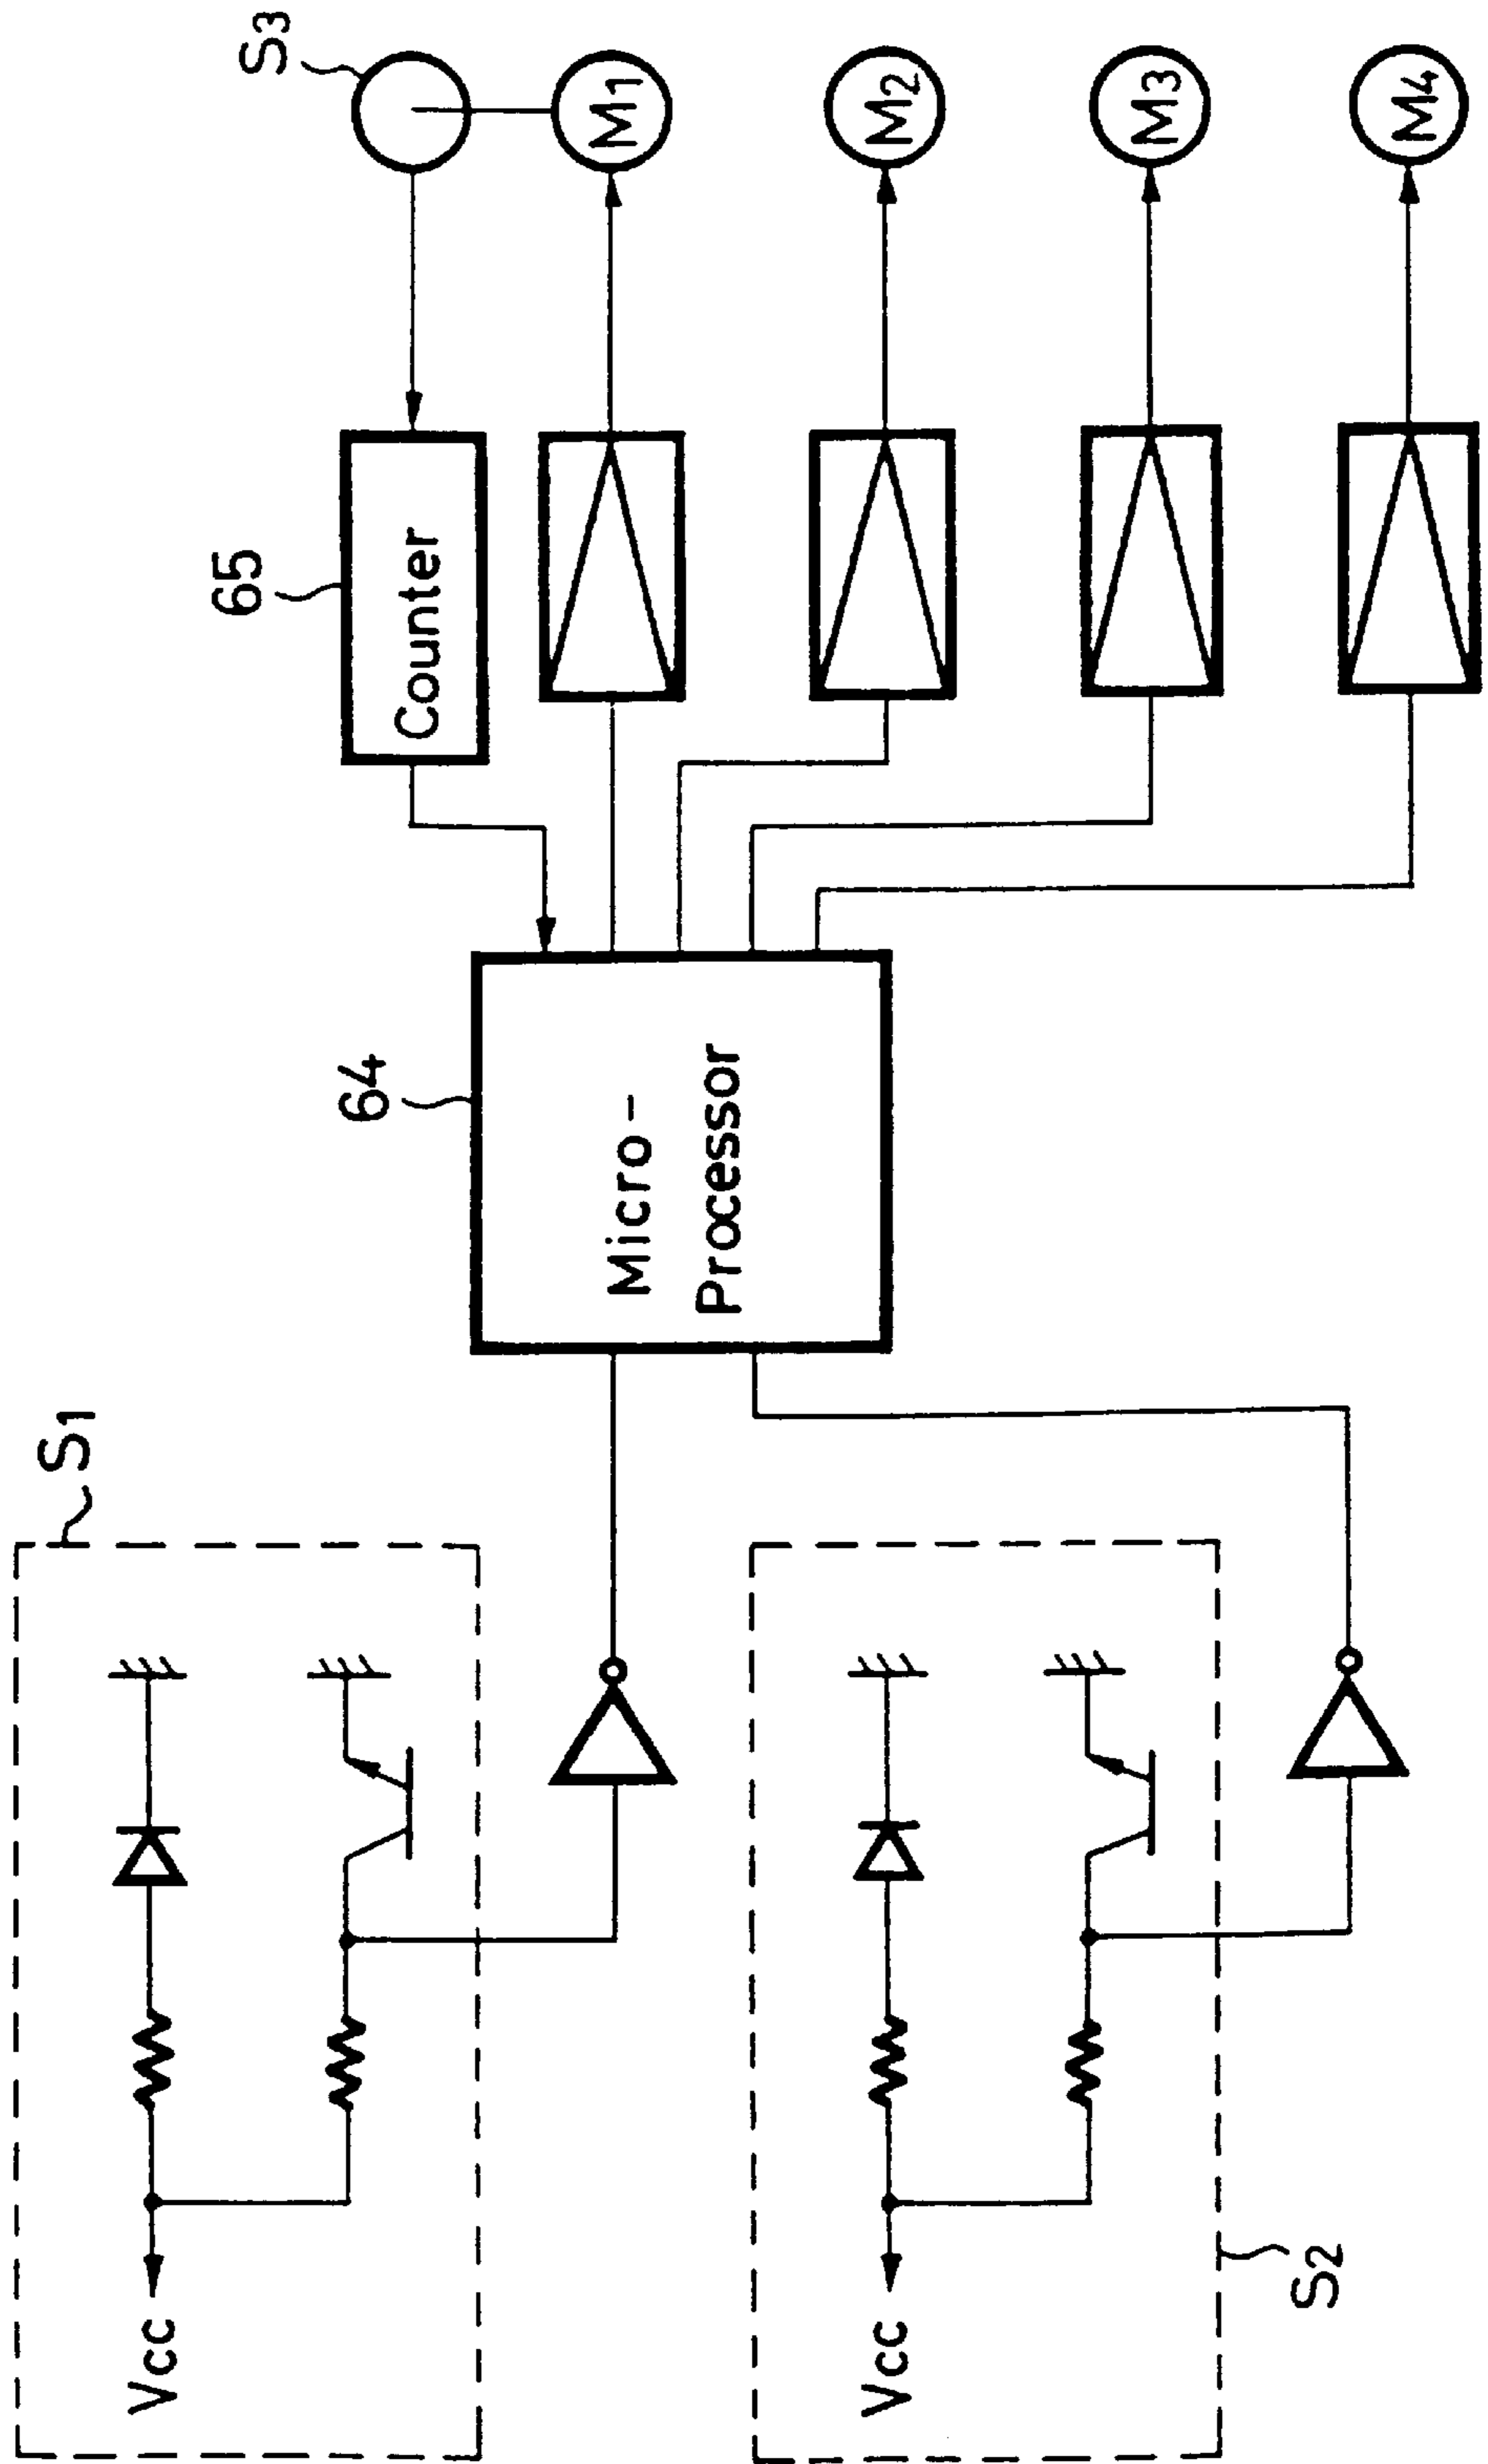 S1
Vcc
Vcc
S2
64
Micro-
Processor
65
Counter
S3
M1
M2
M3
M4